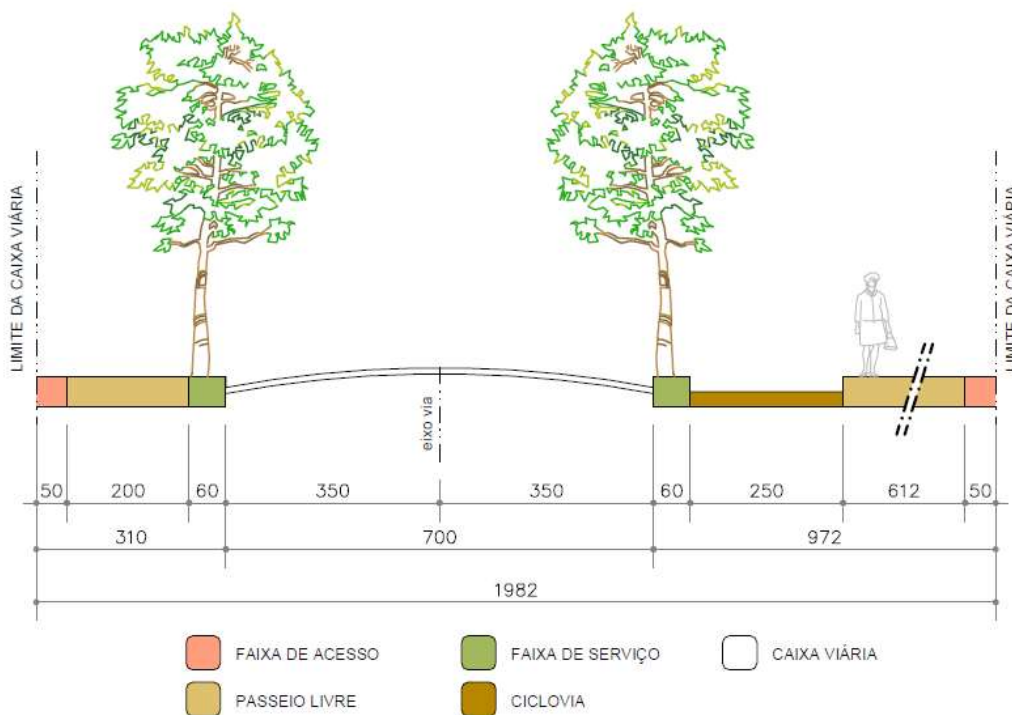 LIMITE DA CAIXA VIÁRIA
LIMITE DA CAIXA VIÁRIA
eixo via
50 200 60 350 350 60 250 612 50
310 700 972
1982
FAIXA DE ACESSO
FAIXA DE SERVIÇO
CAIXA VIÁRIA
PASSEIO LIVRE
CICLOVIA